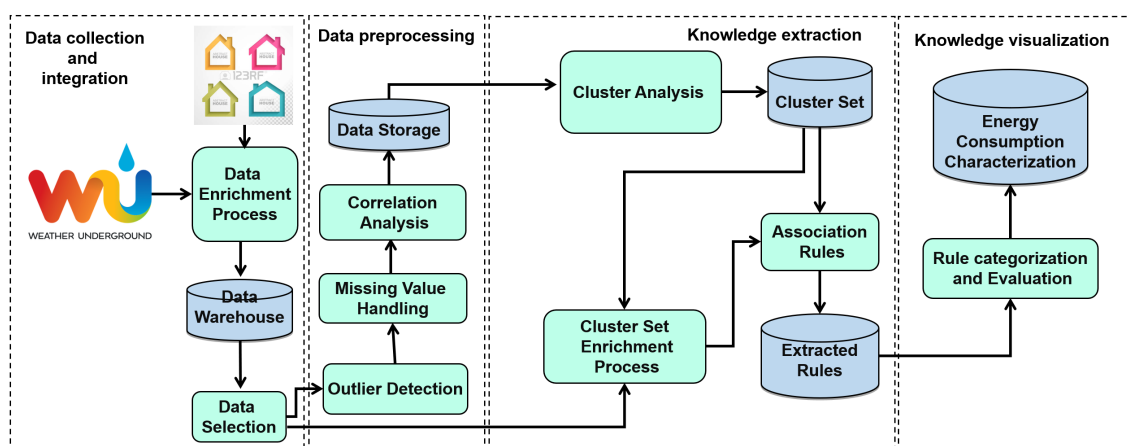 Data collection
and
integration
123RF
WEATHER UNDERGROUND
Data
Enrichment
Process
Data
Warehouse
Data
Selection
Data preprocessing
Data Storage
Correlation
Analysis
Missing Value
Handling
Outlier Detection
Knowledge extraction
Cluster Analysis
Cluster Set
Association
Rules
Cluster Set
Enrichment
Process
Extracted
Rules
Knowledge visualization
Energy
Consumption
Characterization
Rule categorization
and Evaluation